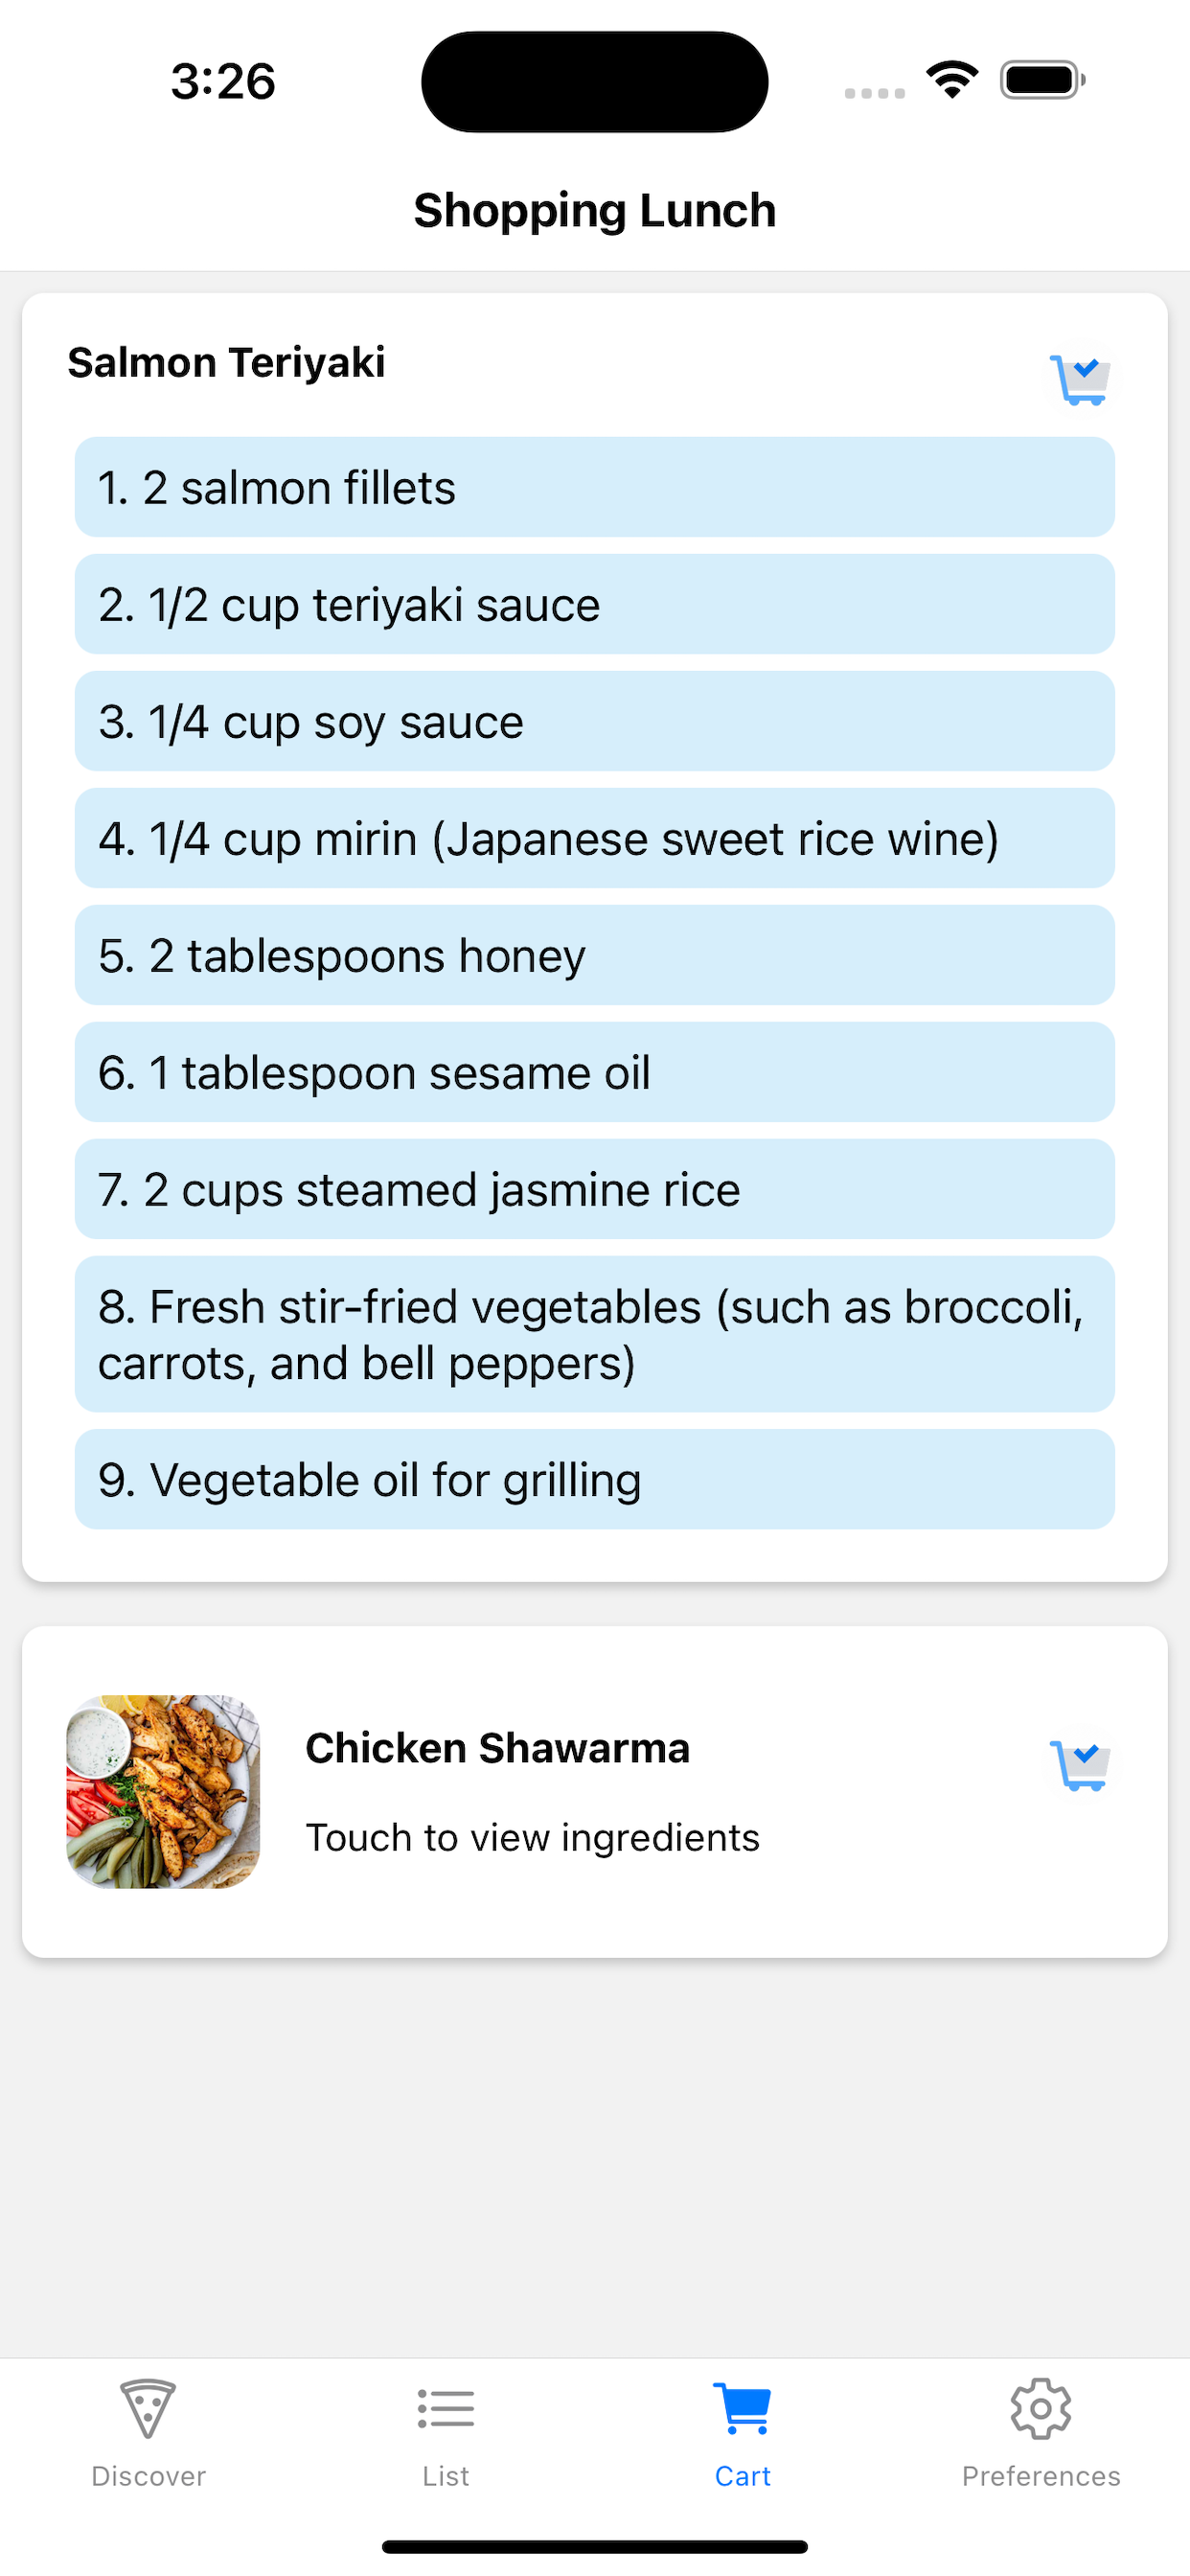 3:26
Shopping Lunch
Salmon Teriyaki
1. 2 salmon fillets
2. 1/2 cup teriyaki sauce
3. 1/4 cup soy sauce
4. 1/4 cup mirin (Japanese sweet rice wine)
5. 2 tablespoons honey
6. 1 tablespoon sesame oil
7. 2 cups steamed jasmine rice
8. Fresh stir-fried vegetables (such as broccoli,
carrots, and bell peppers)
9. Vegetable oil for grilling
Chicken Shawarma
Touch to view ingredients
Discover
List
Cart
Preferences